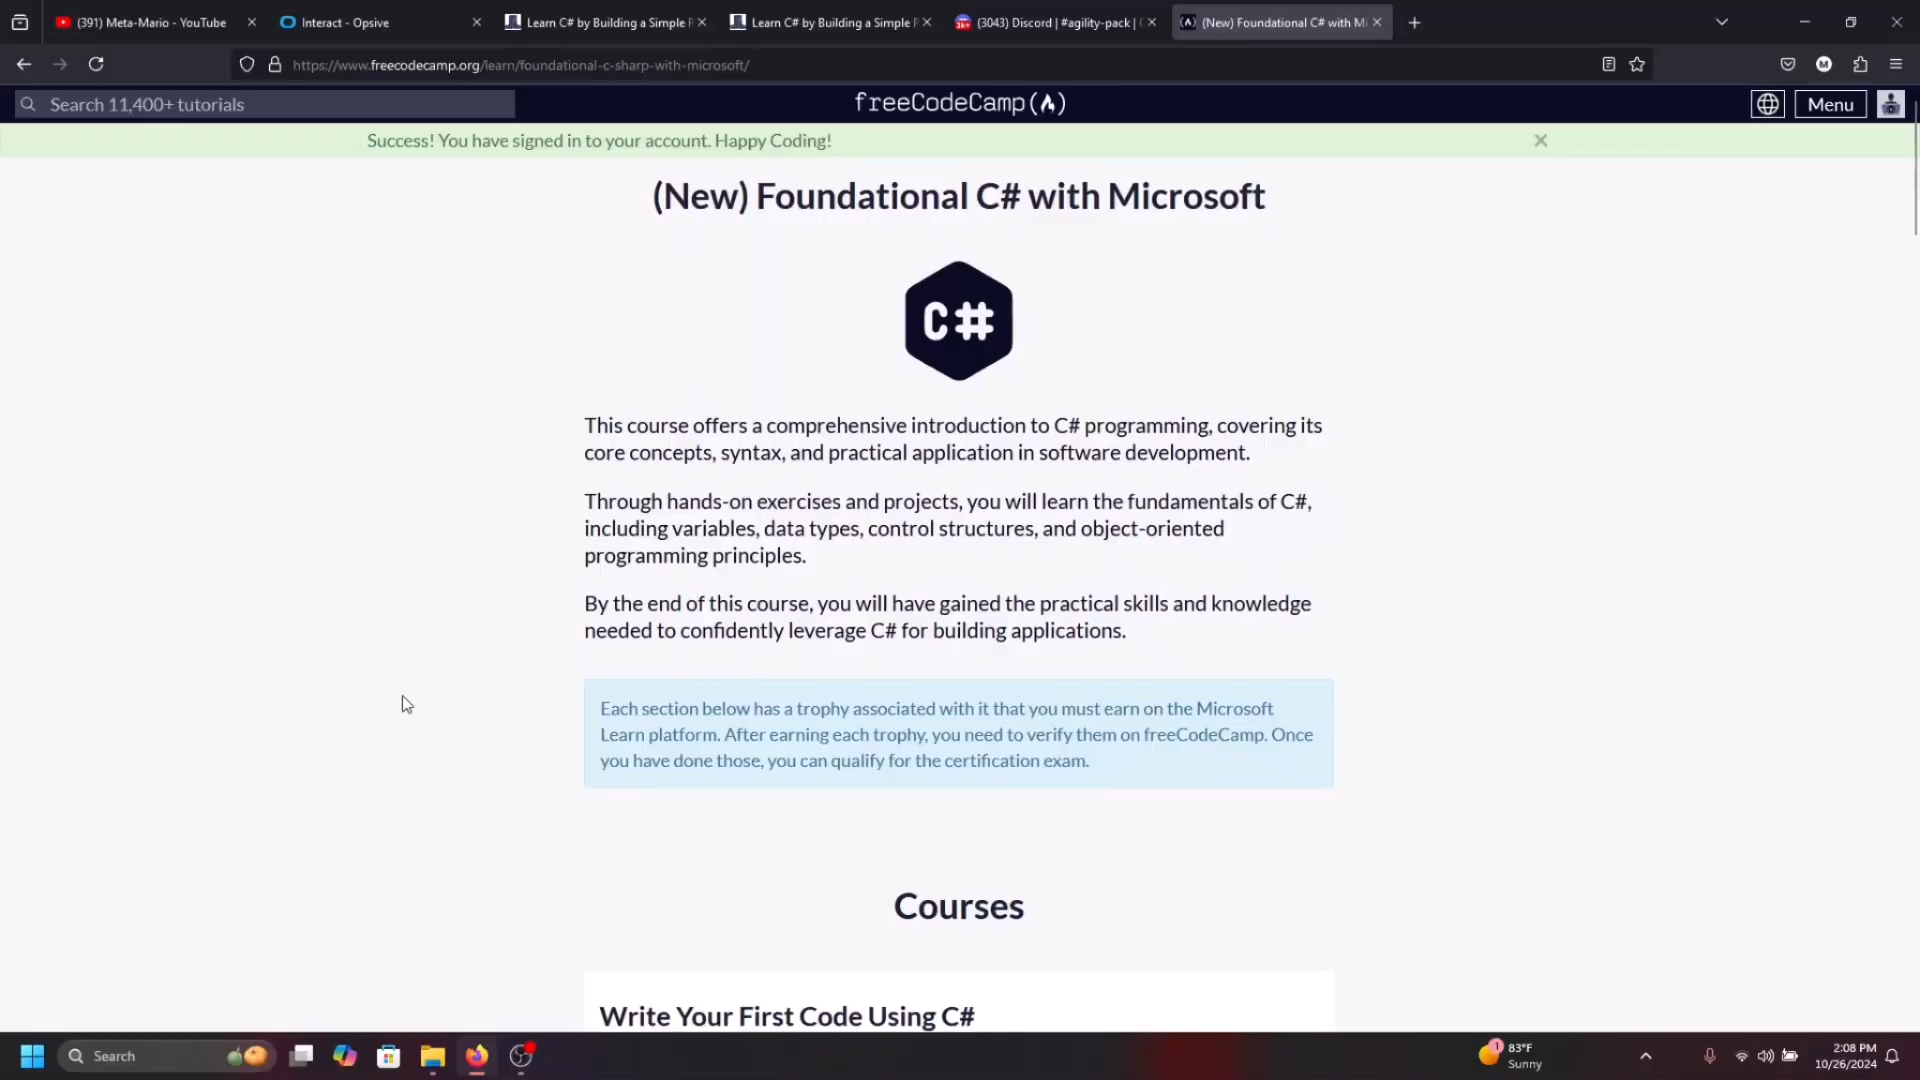 (391) Meta-Mario - YouTube
Interact - Opsive
Learn C# by Building a Simple
Learn C# by Building a Simple
(3043) Discord | #agility-pack |
(New) Foundational C# with Mi
https://www.freecodecamp.org/learn/foundational-c-sharp-with-microsoft/
M
Search 11,400+ tutorials
freeCodeCamp(🔥)
Menu
Success! You have signed in to your account. Happy Coding!
(New) Foundational C# with Microsoft
C#
This course offers a comprehensive introduction to C# programming, covering its
core concepts, syntax, and practical application in software development.
Through hands-on exercises and projects, you will learn the fundamentals of C#,
including variables, data types, control structures, and object-oriented
programming principles.
By the end of this course, you will have gained the practical skills and knowledge
needed to confidently leverage C# for building applications.
Each section below has a trophy associated with it that you must earn on the Microsoft
Learn platform. After earning each trophy, you need to verify them on freeCodeCamp. Once
you have done those, you can qualify for the certification exam.
Courses
Write Your First Code Using C#
Search
1
83°F
Sunny
2:08 PM
10/26/2024